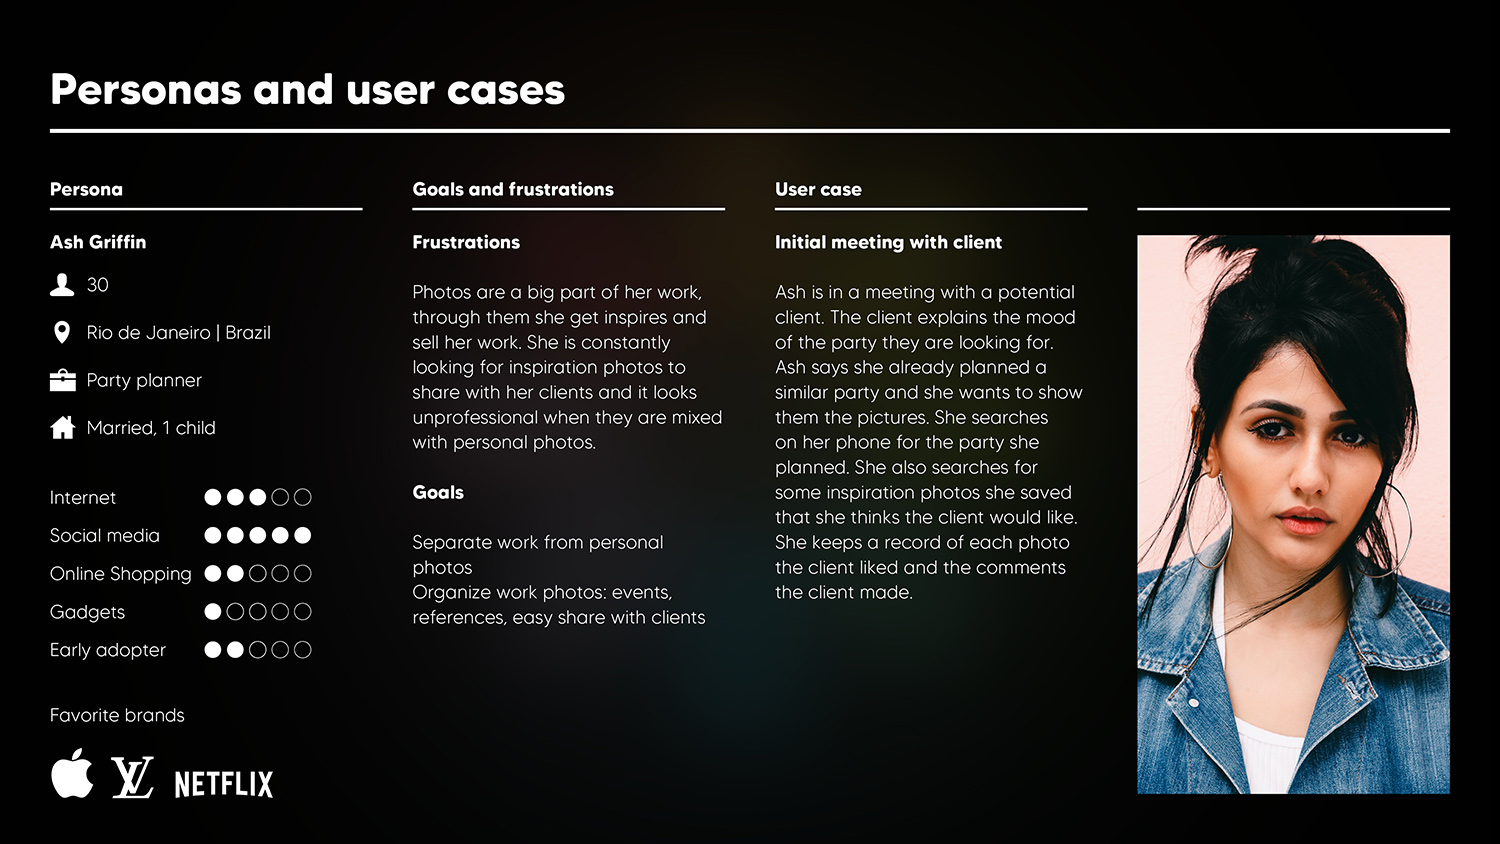 Personas and user cases
Persona
Ash Griffin
30
Rio de Janeiro | Brazil
Party planner
Married, 1 child
Internet
Social media
Online Shopping
Gadgets
Early adopter
Favorite brands
LV NETFLIX
Goals and frustrations
Frustrations
Photos are a big part of her work,
through them she get inspires and
sell her work. She is constantly
looking for inspiration photos to
share with her clients and it looks
unprofessional when they are mixed
with personal photos.
Goals
Separate work from personal
photos
Organize work photos: events,
references, easy share with clients
User case
Initial meeting with client
Ash is in a meeting with a potential
client. The client explains the mood
of the party they are looking for.
Ash says she already planned a
similar party and she wants to show
them the pictures. She searches
on her phone for the party she
planned. She also searches for
some inspiration photos she saved
that she thinks the client would like.
She keeps a record of each photo
the client liked and the comments
the client made.